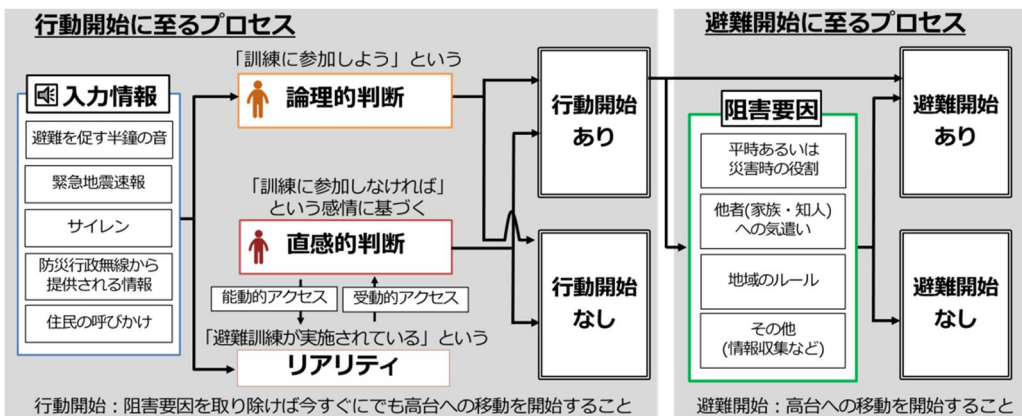 行動開始に至るプロセス
入力情報
避難を促す半鐘の音
緊急地震速報
サイレン
防災行政無線から
提供される情報
住民の呼びかけ
「訓練に参加しよう」という
論理的判断
「訓練に参加しなければ」
という感情に基づく
直感的判断
能動的アクセス
受動的アクセス
「避難訓練が実施されている」という
リアリティ
行動開始
あり
行動開始
なし
行動開始：阻害要因を取り除けば今すぐにでも高台への移動を開始すること
避難開始に至るプロセス
阻害要因
平時あるいは
災害時の役割
他者(家族・知人)
への気遣い
地域のルール
その他
(情報収集など)
避難開始
あり
避難開始
なし
避難開始：高台への移動を開始すること